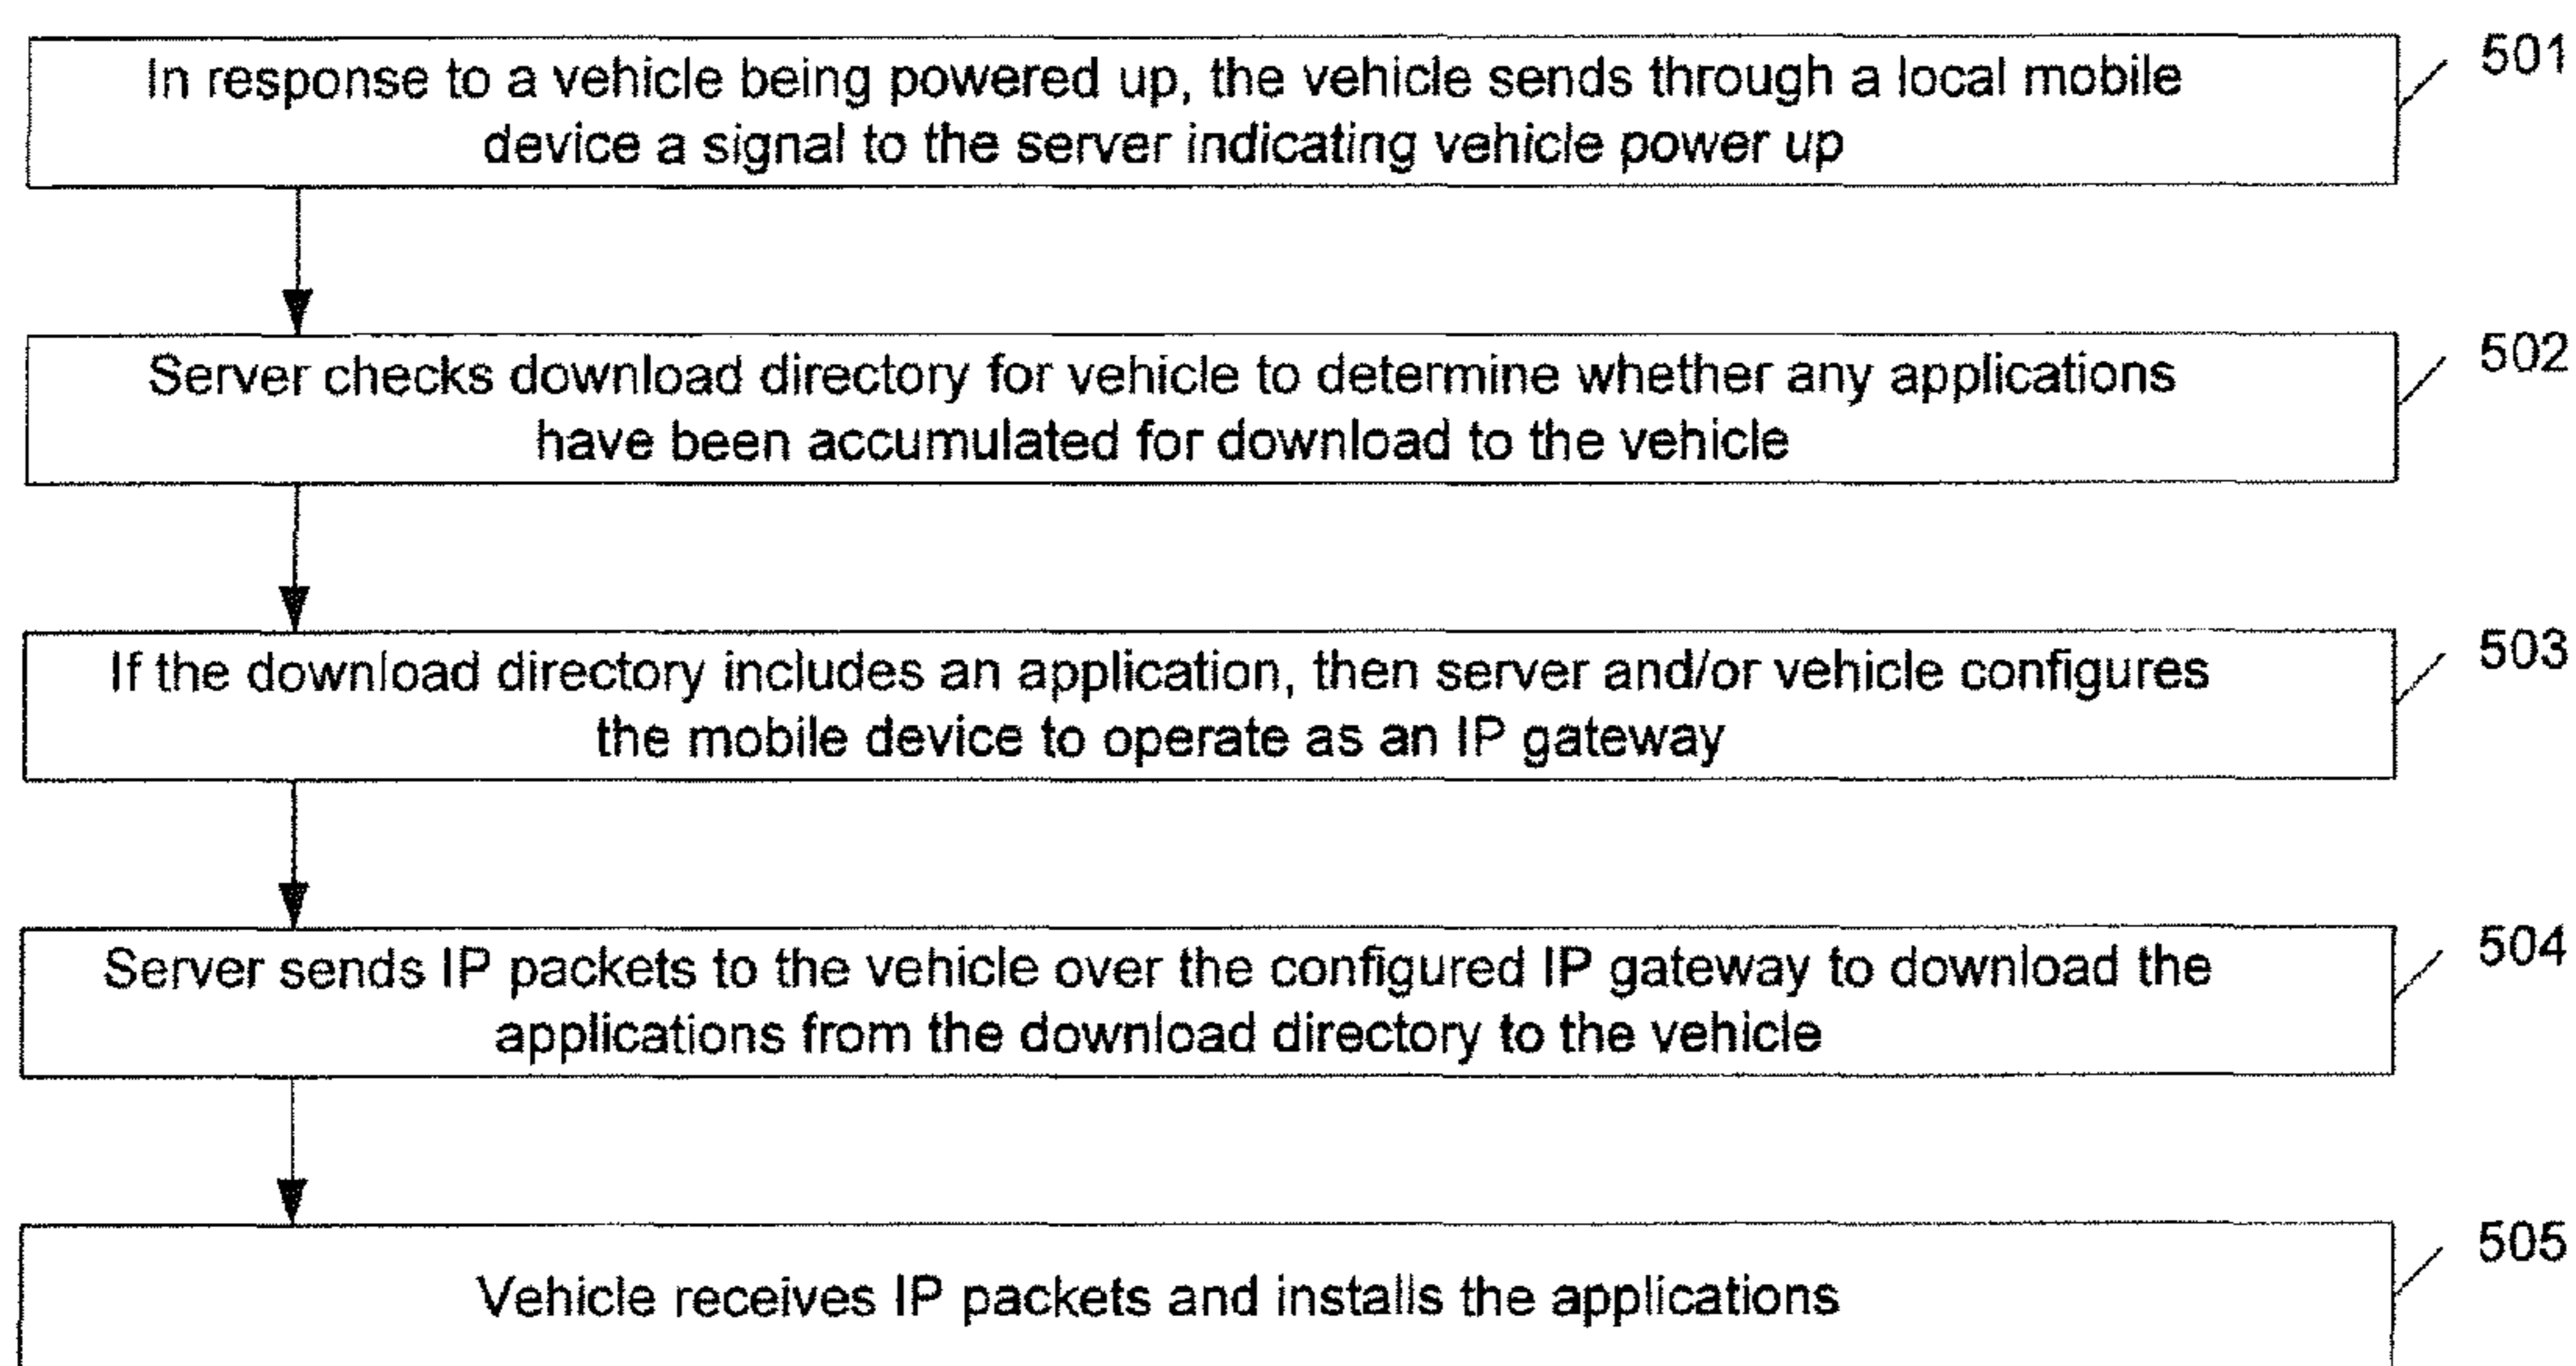 In response to a vehicle being powered up, the vehicle sends through a local mobile
device a signal to the server indicating vehicle power up
501
Server checks download directory for vehicle to determine whether any applications
have been accumulated for download to the vehicle
502
If the download directory includes an application, then server and/or vehicle configures
the mobile device to operate as an IP gateway
503
Server sends IP packets to the vehicle over the configured IP gateway to download the
applications from the download directory to the vehicle
504
Vehicle receives IP packets and installs the applications
505